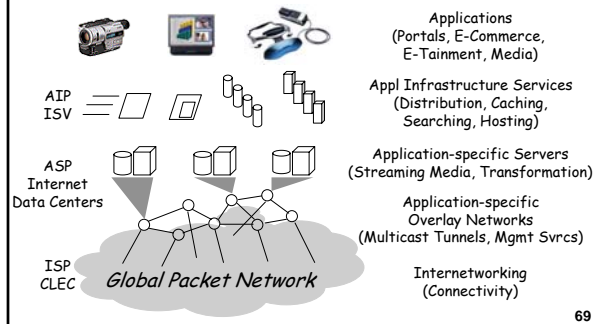 Applications
(Portals, E-Commerce,
E-Tainment, Media)
AIP
ISV
Appl Infrastructure Services
(Distribution, Caching,
Searching, Hosting)
ASP
Internet
Data Centers
Application-specific Servers
(Streaming Media, Transformation)
Application-specific
Overlay Networks
(Multicast Tunnels, Mgmt Svrcs)
ISP
CLEC
Global Packet Network
Internetworking
(Connectivity)
69